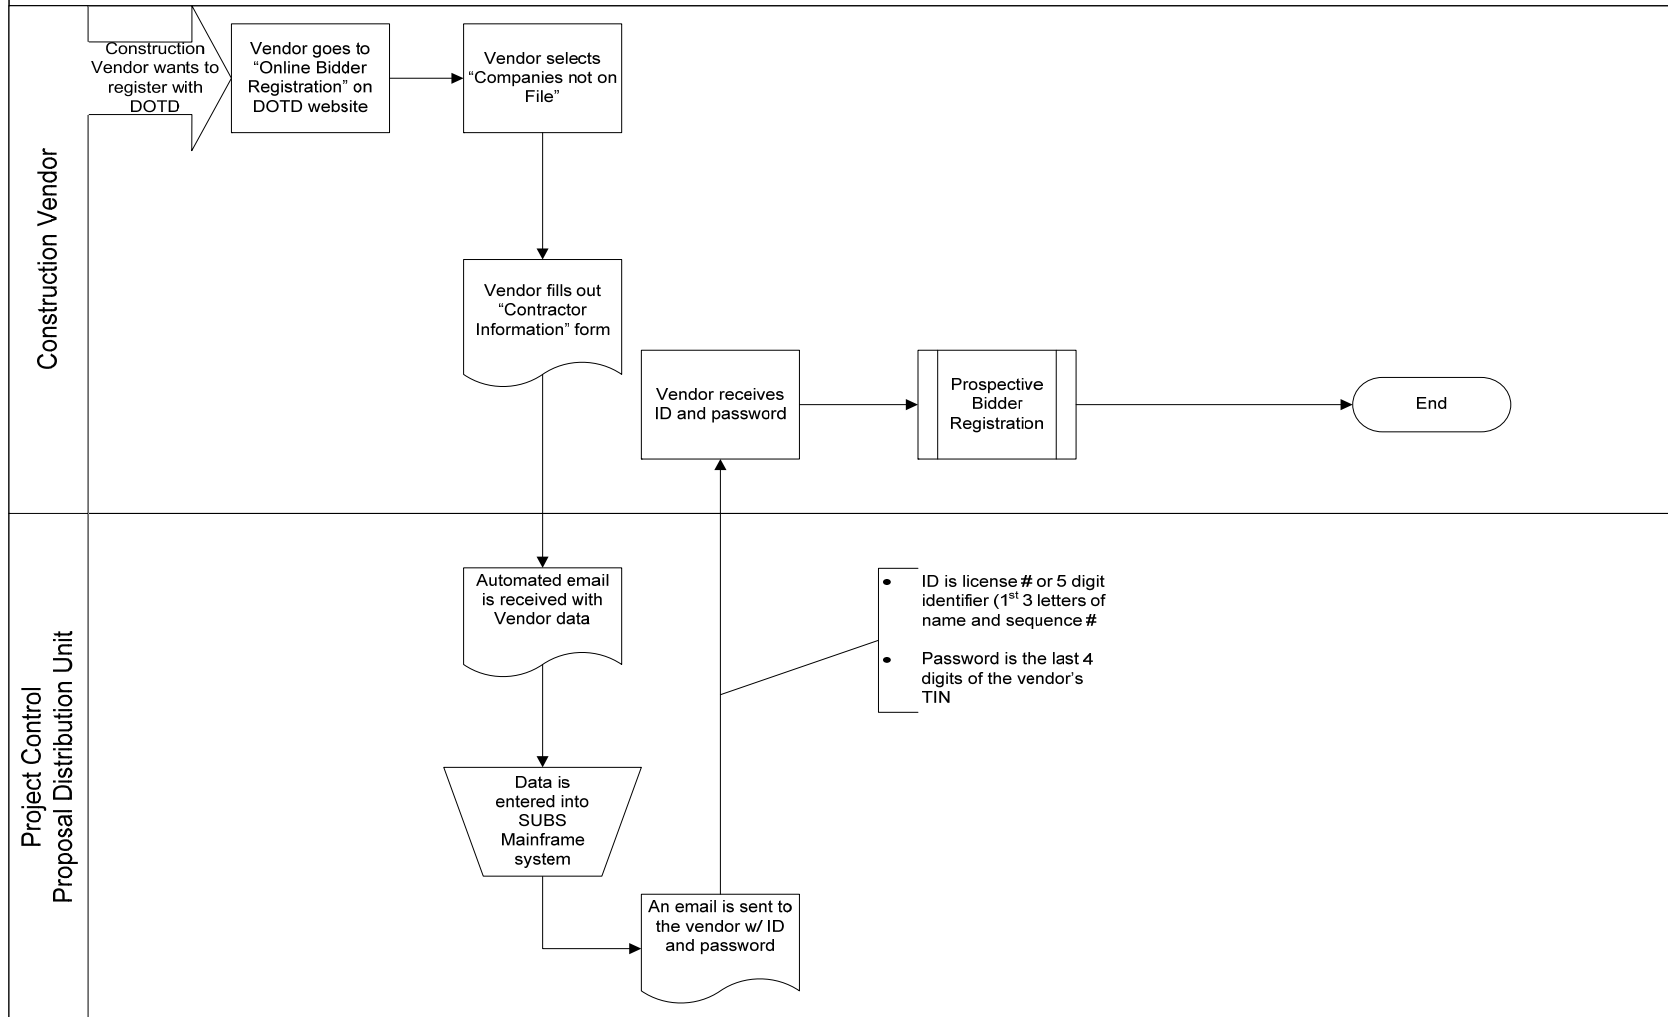 Construction Vendor
Construction
Vendor wants to
register with
DOTD
Vendor goes to
“Online Bidder
Registration” on
DOTD website
Vendor selects
“Companies not on
File”
Vendor fills out
“Contractor
Information” form
Vendor receives
ID and password
Prospective
Bidder
Registration
End
Project Control
Proposal Distribution Unit
Automated email
is received with
Vendor data
Data is
entered into
SUBS
Mainframe
system
An email is sent to
the vendor w/ ID
and password
• ID is license # or 5 digit
identifier (1st 3 letters of
name and sequence #
• Password is the last 4
digits of the vendor’s
TIN